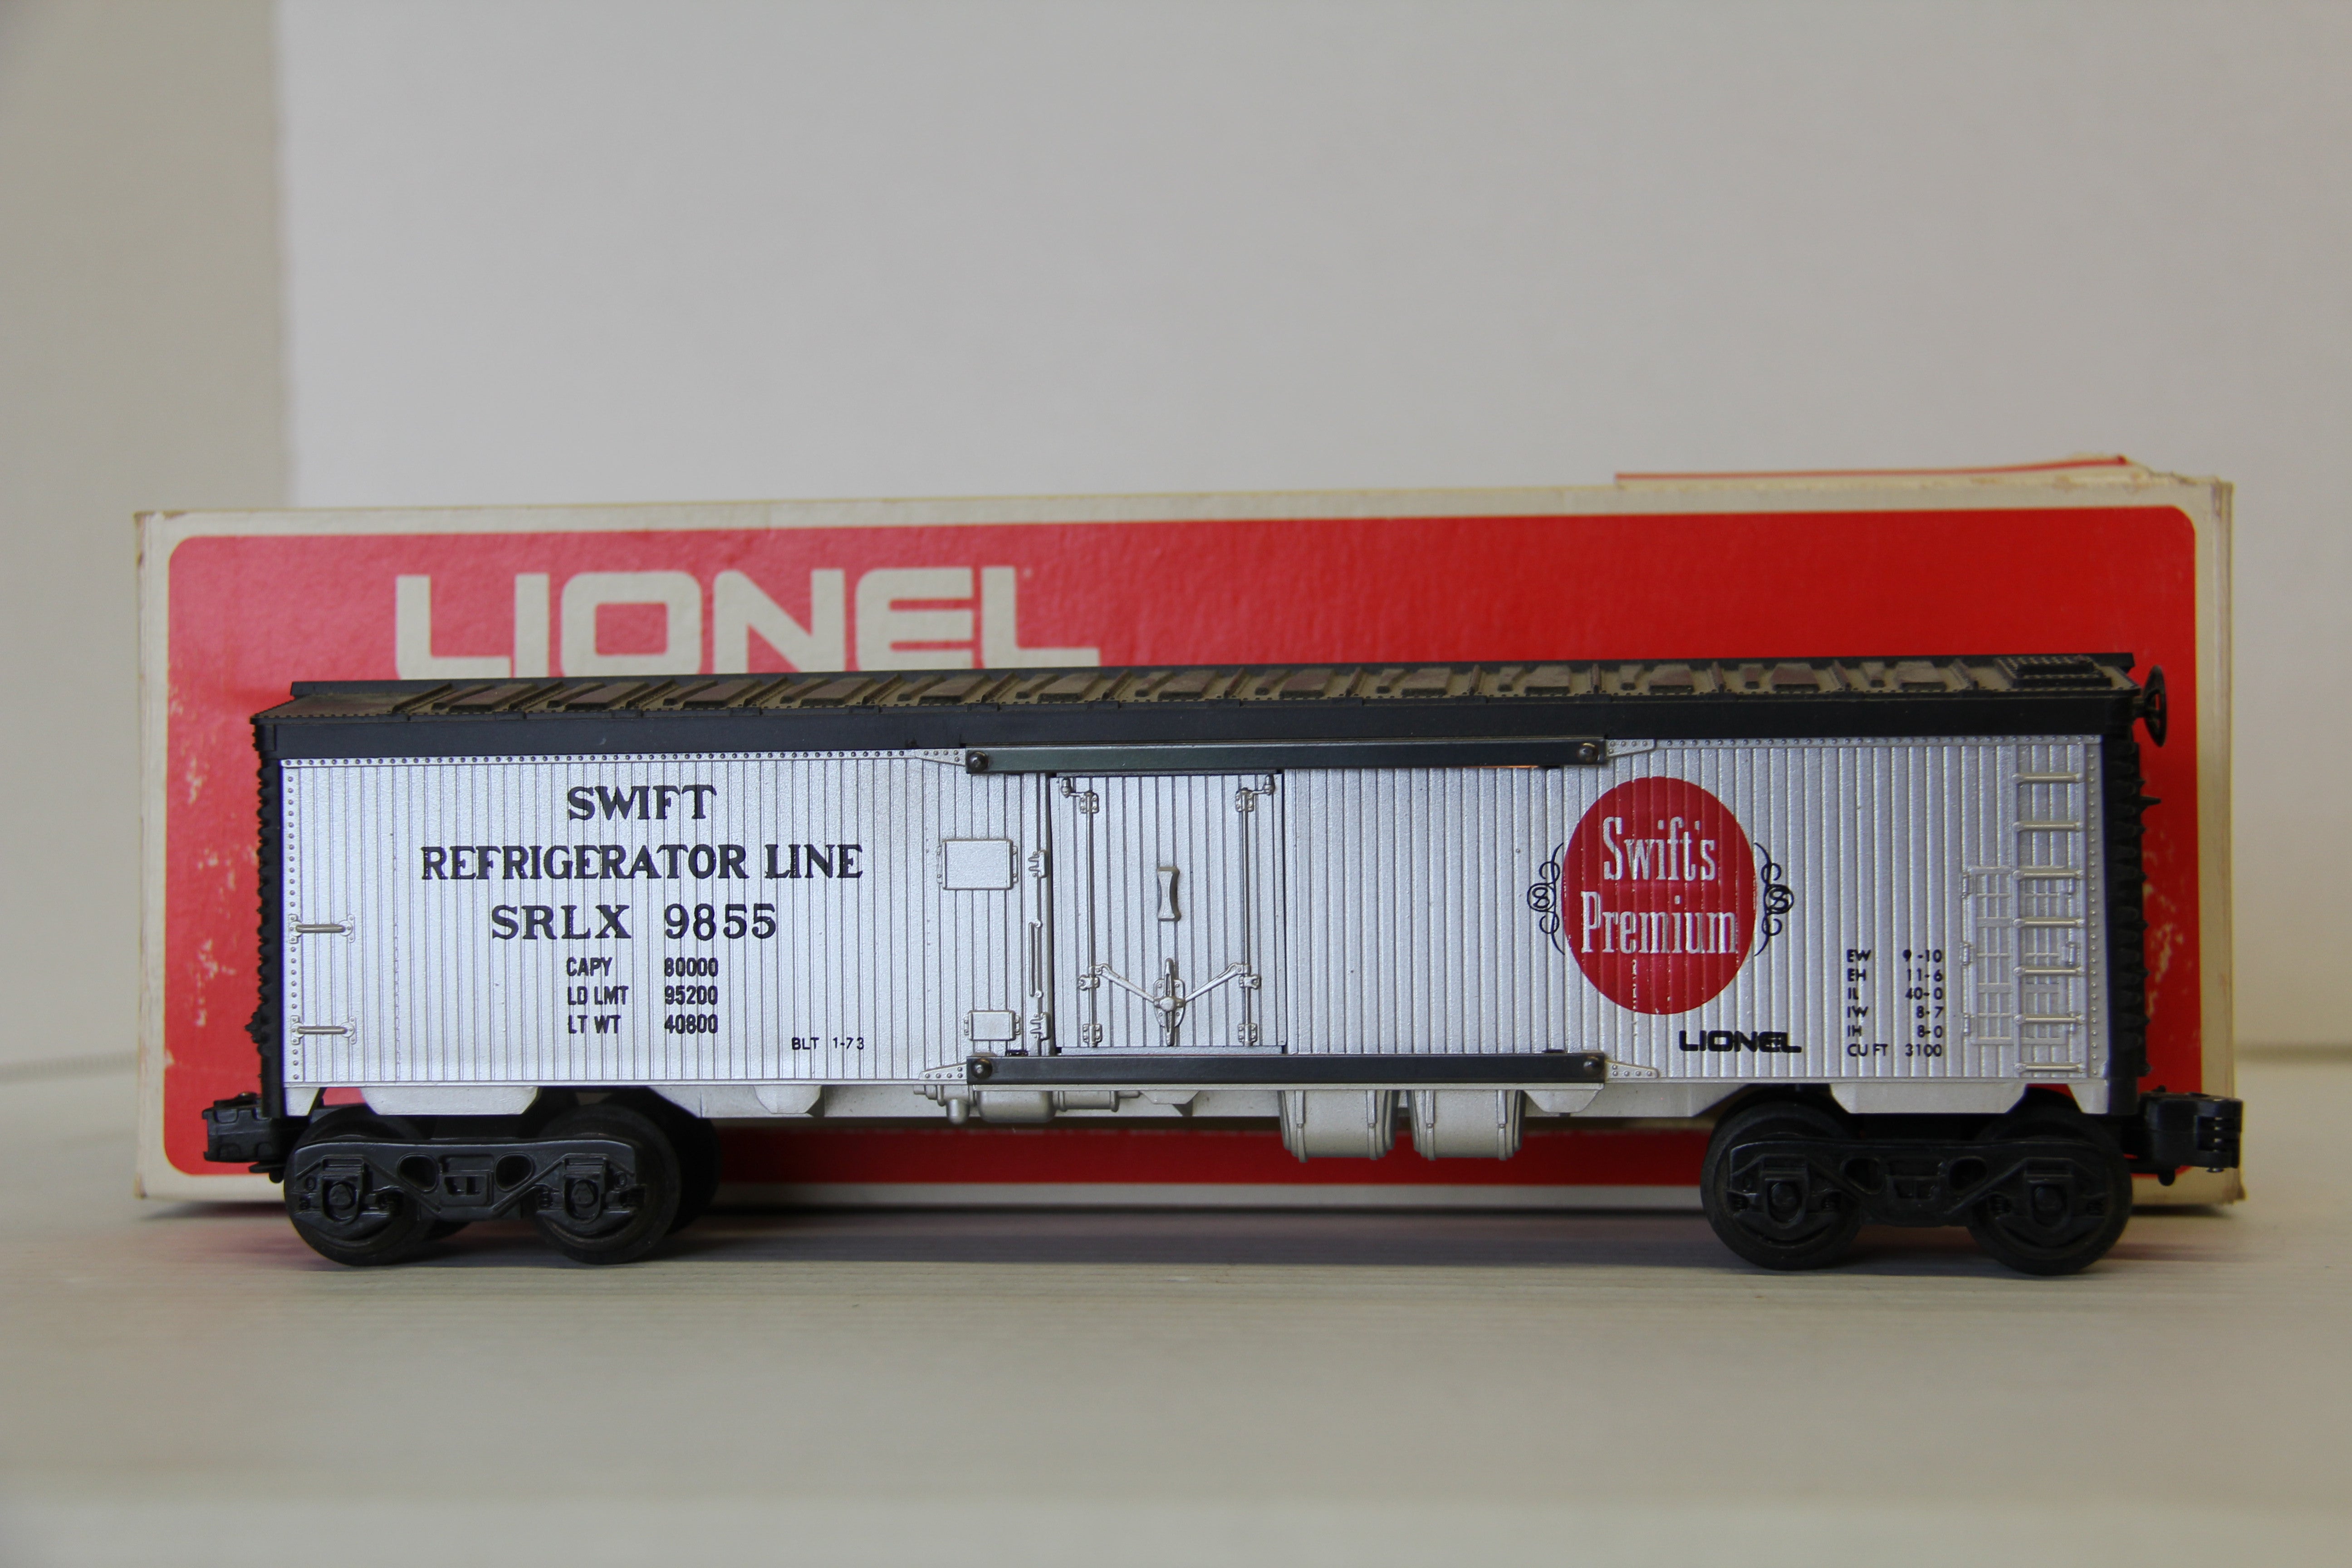 LIONEL
SWIFT
REFRIGERATOR LINE
SRLX 9855
CAPY 80000
LD LMT 95200
LT WT 40800
BLT 1-73
Swift's
Premium
LIONEL
EW 9-10
EH 11-6
IL 40-0
IW 8-7
IH 8-0
CU FT 3100